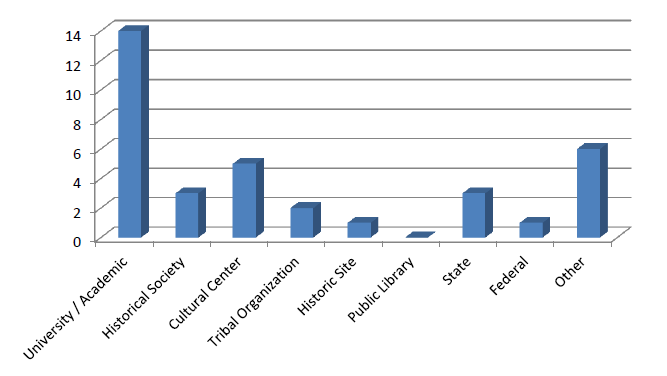 14
12
10
8
6
4
2
0
University / Academic
Historical Society
Cultural Center
Tribal Organization
Historic Site
Public Library
State
Federal
Other